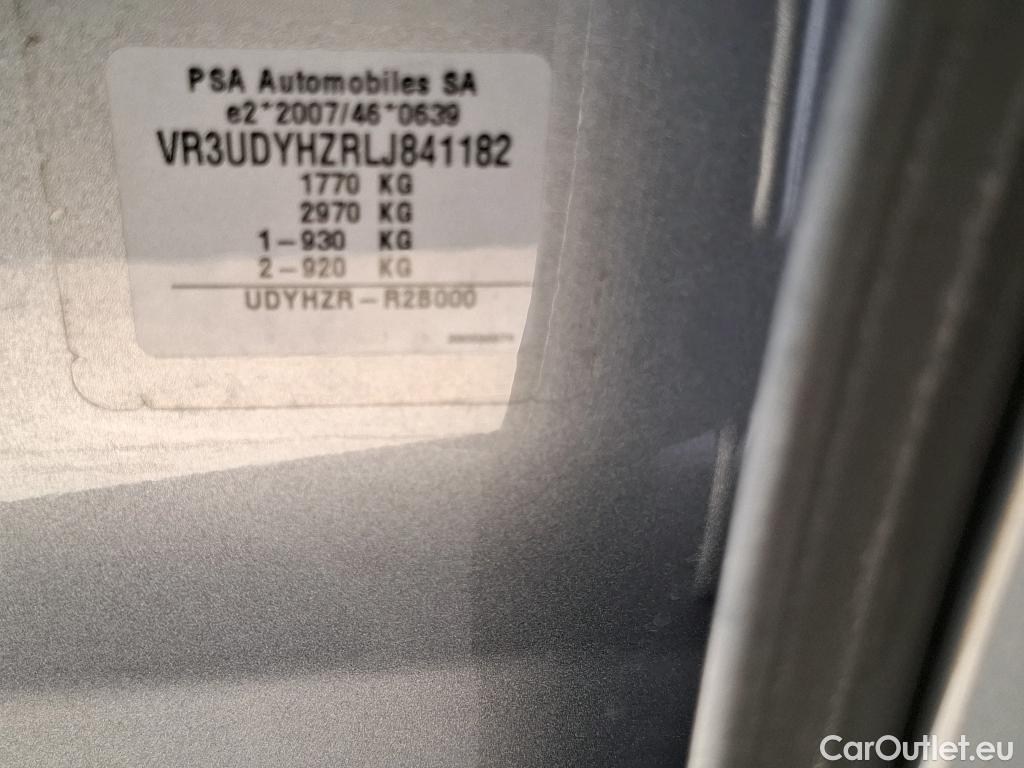 PSA Automobiles SA
e2*2007/46*0639
VR3UDYHZRLJ841182
1770 KG
2970 KG
1-930 KG
2-920 KG
UDYHZR-R2B000
CarOutlet.eu